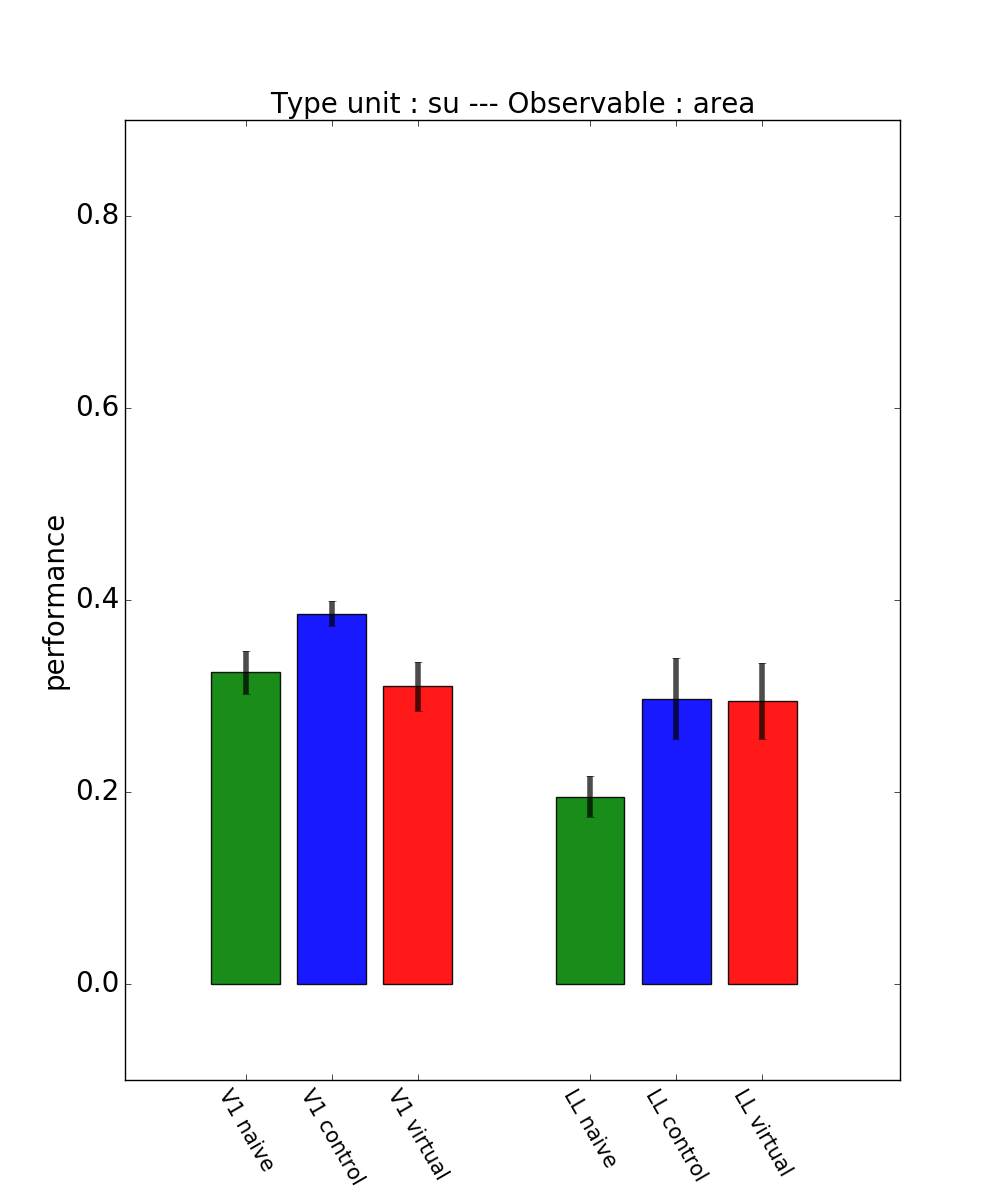 Type unit : su --- Observable : area
0.8
0.6
0.4
0.2
0.0
performance
V1 naive
V1 control
V1 virtual
LL naive
LL control
LL virtual